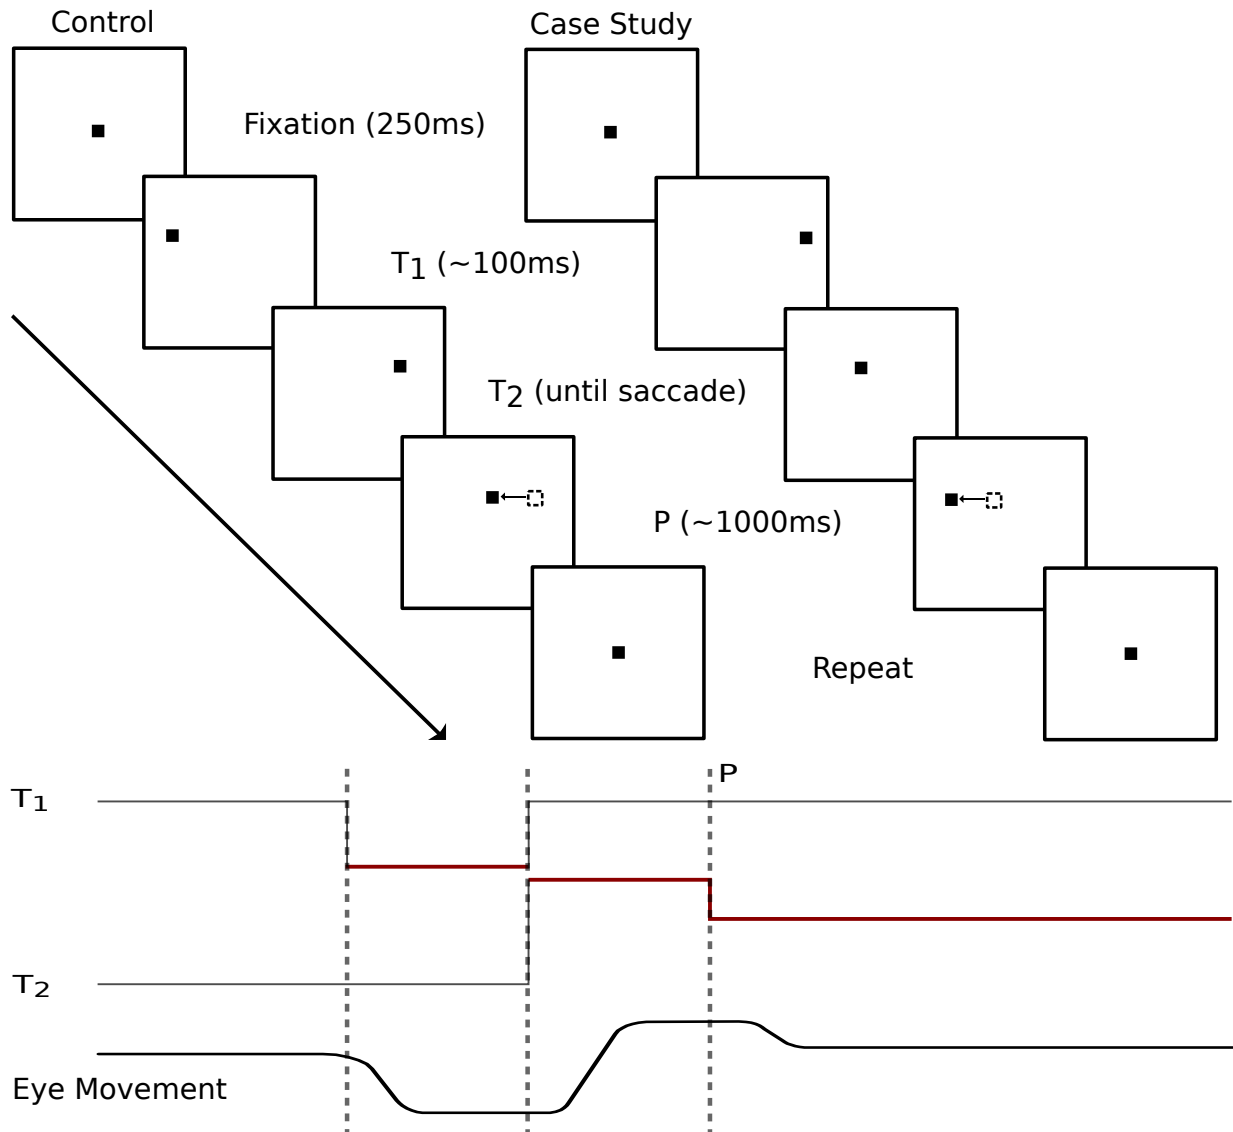 Control
Case Study
Fixation (250ms)
T1 (~100ms)
T2 (until saccade)
P (~1000ms)
Repeat
P
T1
T2
Eye Movement